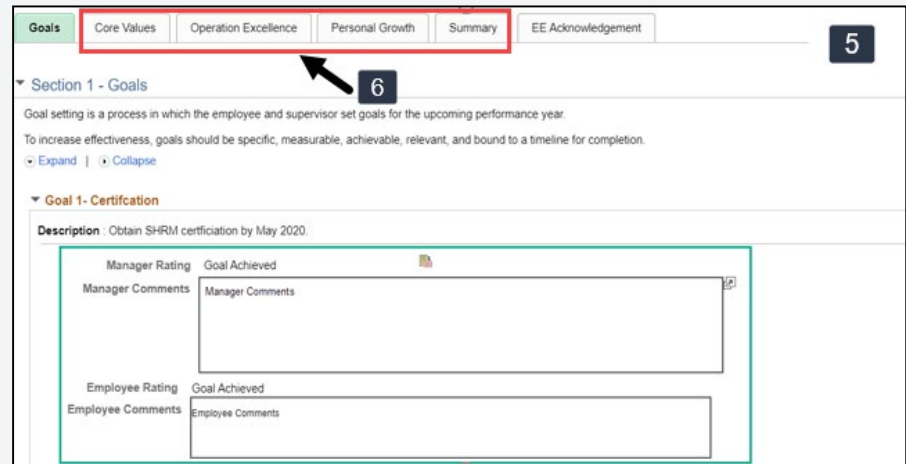 Goals Core Values Operation Excellence Personal Growth Summary EE Acknowledgement
5
6
Section 1 - Goals
Goal setting is a process in which the employee and supervisor set goals for the upcoming performance year.
To increase effectiveness, goals should be specific, measurable, achievable, relevant, and bound to a timeline for completion.
Expand | Collapse
Goal 1- Certifcation
Description : Obtain SHRM certficiation by May 2020.
Manager Rating Goal Achieved
Manager Comments Manager Comments
Employee Rating Goal Achieved
Employee Comments Employee Comments